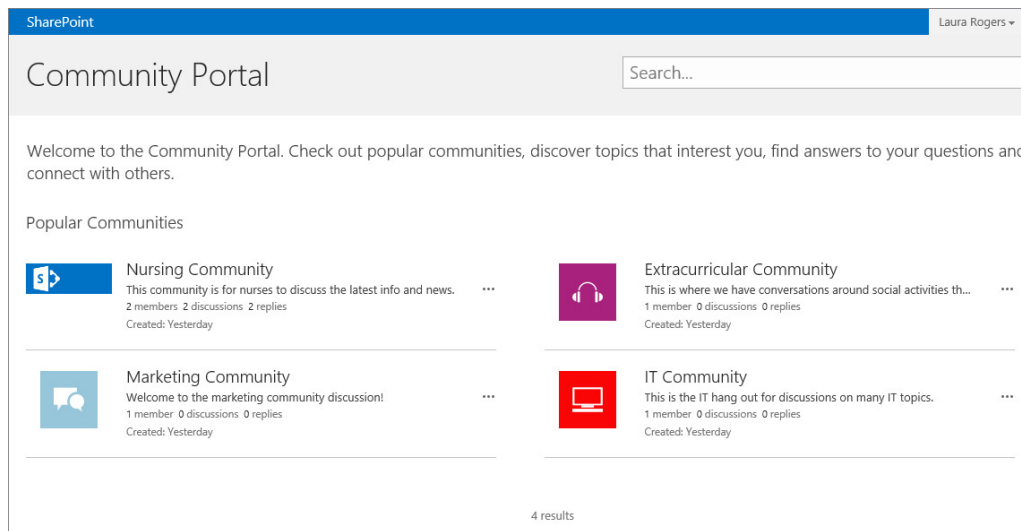 SharePoint
Laura Rogers
Community Portal
Search...
Welcome to the Community Portal. Check out popular communities, discover topics that interest you, find answers to your questions and
connect with others.
Popular Communities
Nursing Community
This community is for nurses to discuss the latest info and news.
2 members 2 discussions 2 replies
Created: Yesterday
Extracurricular Community
This is where we have conversations around social activities th...
1 member 0 discussions 0 replies
Created: Yesterday
Marketing Community
Welcome to the marketing community discussion!
1 member 0 discussions 0 replies
Created: Yesterday
IT Community
This is the IT hang out for discussions on many IT topics.
1 member 0 discussions 0 replies
Created: Yesterday
4 results